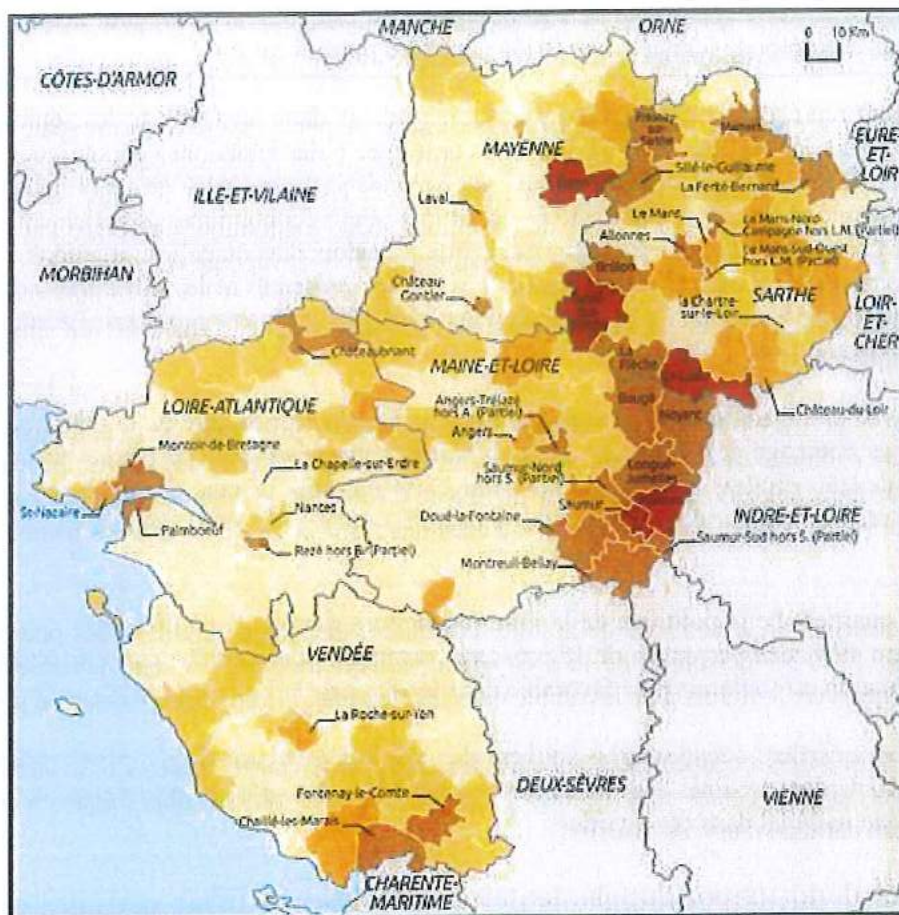 MANCHE
ORNE
0 10 Km
CÔTES-D'ARMOR
EURE-
ET-
LOIR
MAYENNE
Sillé-le-Guillaume
La Ferté-Bernard
ILLE-ET-VILAINE
Laval
Le Mans
Le Mans-Nord-
Campagne hors L.M. (Partiel)
Allonnes
Le Mans-Sud-Ouest
hors L.M. (Partiel)
MORBIHAN
Brûlon
Château-
Gontier
la Chartre-
sur-le-Loir
SARTHE
LOIR-
ET-
CHER
Châteaubriant
MAINE-ET-LOIRE
La
Flèche
LOIRE-ATLANTIQUE
Angers-Trélazé
hors A. (Partiel)
Baugé
Noyant
Château-du-Loir
Angers
Montoir-de-Bretagne
La Chapelle-sur-Erdre
Saumur-Nord
hors S. (Partiel)
Longué-
Jumelles
St-Nazaire
Nantes
Saumur
Doué-la-Fontaine
INDRE-ET-LOIRE
Paimboeuf
Saumur-Sud hors S. (Partiel)
Rezé hors Br (Partiel)
Montreuil-Bellay
VENDÉE
La Roche-sur-Yon
DEUX-SÈVRES
VIENNE
Fontenay-le-Comte
Chaillé-les-Marais
CHARENTE-
MARITIME